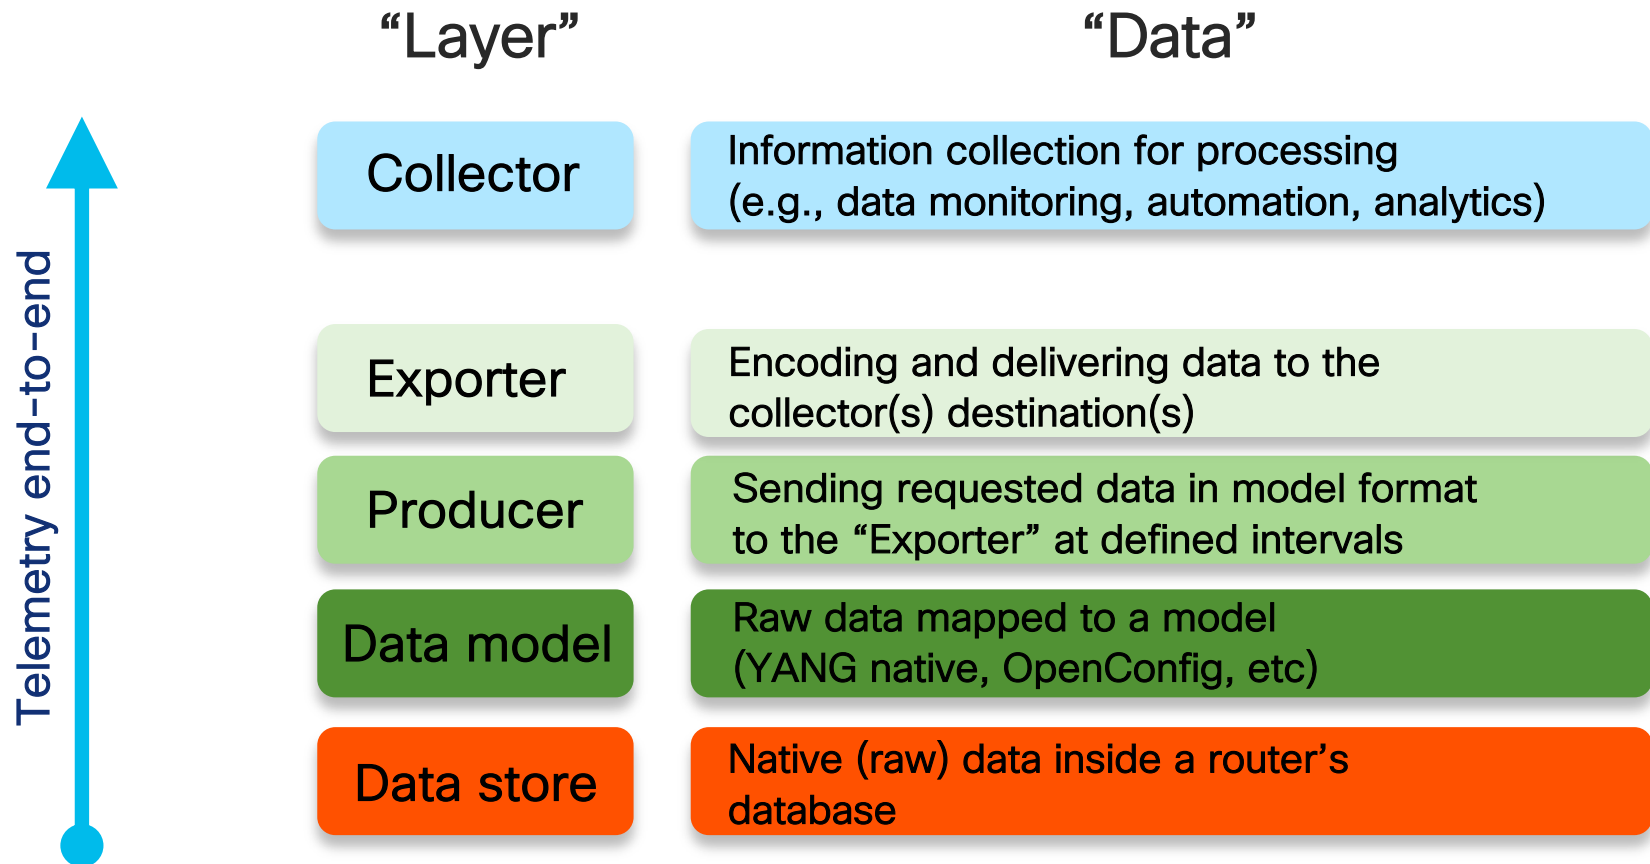 “Layer”
“Data”
Telemetry end-to-end
Collector
Information collection for processing
(e.g., data monitoring, automation, analytics)
Exporter
Encoding and delivering data to the
collector(s) destination(s)
Producer
Sending requested data in model format
to the “Exporter” at defined intervals
Data model
Raw data mapped to a model
(YANG native, OpenConfig, etc)
Data store
Native (raw) data inside a router’s
database